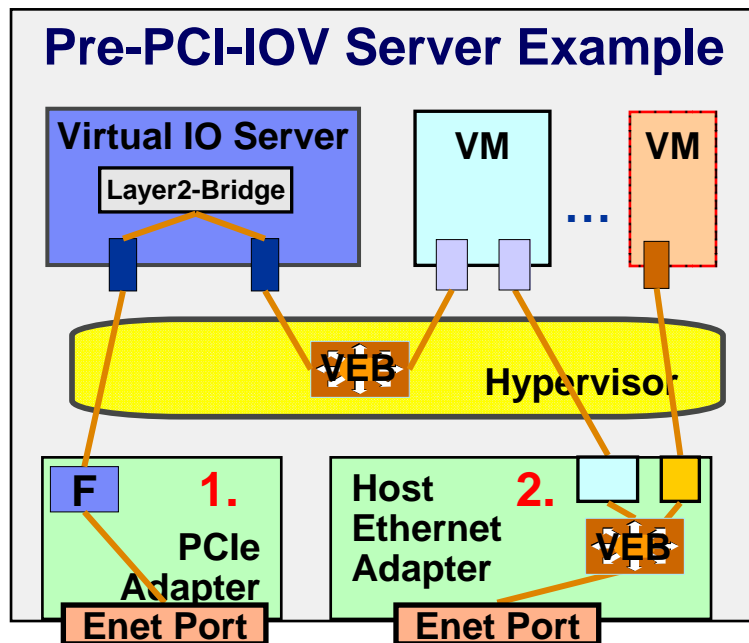 Pre-PCI-IOV Server Example
Virtual IO Server
Layer2-Bridge
VM
...
VM
VEB
Hypervisor
F
1.
PCIe
Adapter
Enet Port
Host
Ethernet
Adapter
2.
VEB
Enet Port